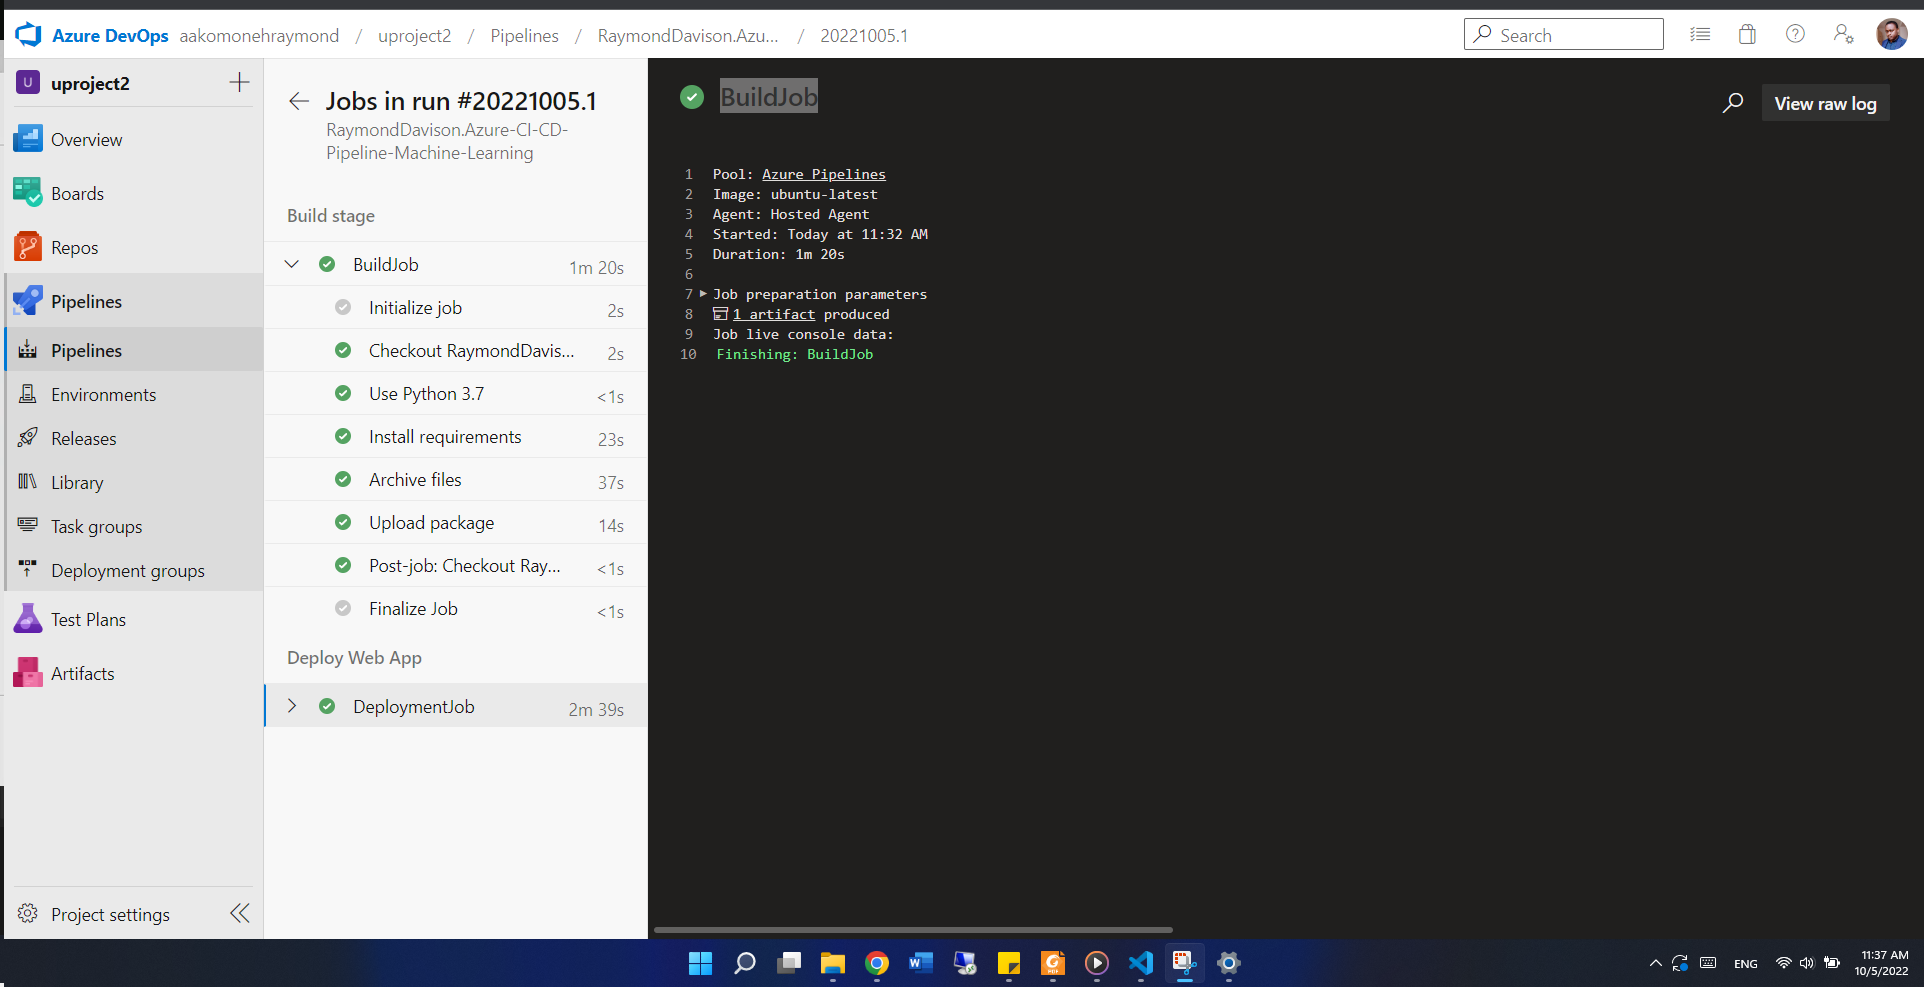 Azure DevOps aakomonehraymond / uproject2 / Pipelines / RaymondDavison.Azu... / 20221005.1
Search
U uproject2
Overview
Boards
Repos
Pipelines
Pipelines
Environments
Releases
Library
Task groups
Deployment groups
Test Plans
Artifacts
Project settings
Jobs in run #20221005.1
RaymondDavison.Azure-CI-CD-
Pipeline-Machine-Learning
Build stage
BuildJob 1m 20s
Initialize job 2s
Checkout RaymondDavis... 2s
Use Python 3.7 <1s
Install requirements 23s
Archive files 37s
Upload package 14s
Post-job: Checkout Ray... <1s
Finalize Job <1s
Deploy Web App
DeploymentJob 2m 39s
BuildJob
View raw log
1 Pool: Azure Pipelines
2 Image: ubuntu-latest
3 Agent: Hosted Agent
4 Started: Today at 11:32 AM
5 Duration: 1m 20s
6
7 Job preparation parameters
8 1 artifact produced
9 Job live console data:
10 Finishing: BuildJob
ENG
11:37 AM
10/5/2022